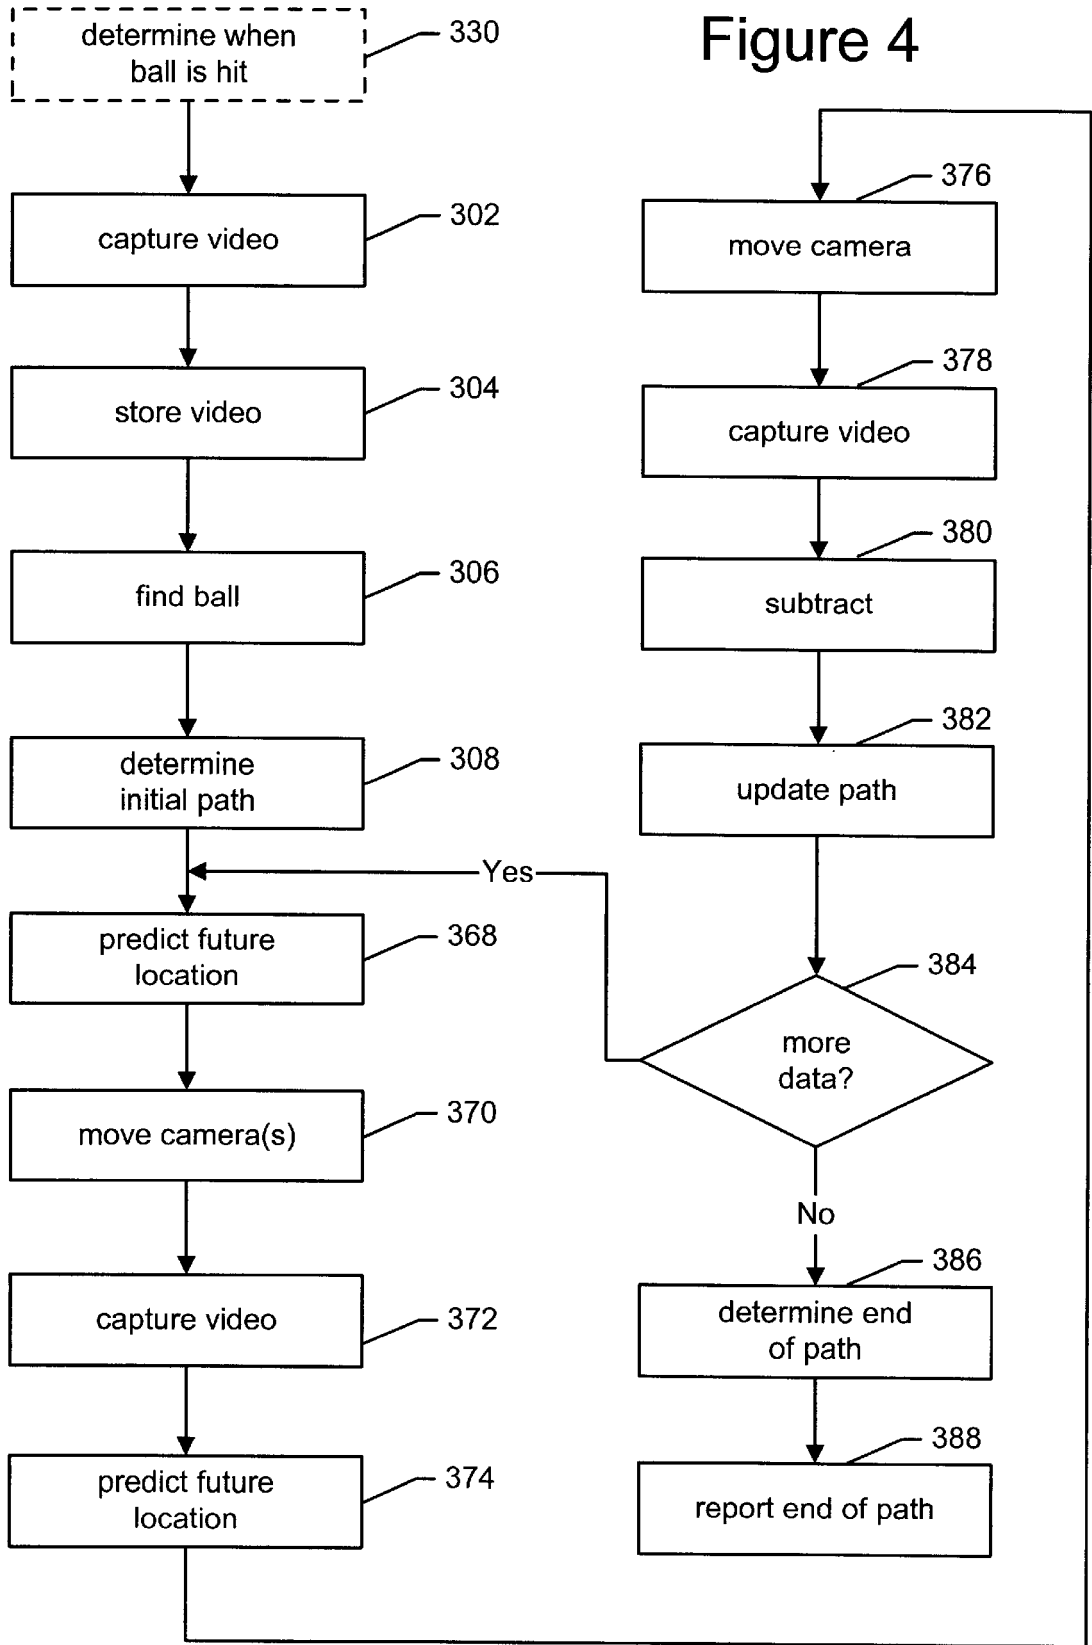 Figure 4
determine when
ball is hit
330
capture video
302
store video
304
find ball
306
determine
initial path
308
predict future
location
368
move camera(s)
370
capture video
372
predict future
location
374
move camera
376
capture video
378
subtract
380
update path
382
more
data?
384
Yes
No
determine end
of path
386
report end of path
388